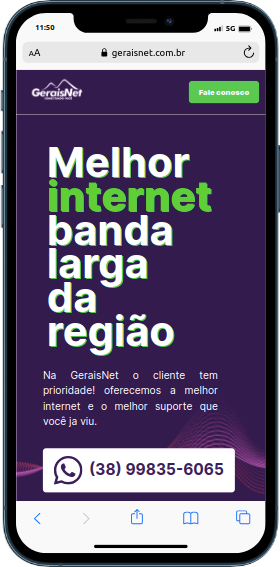 11:50
5G
AA
geraisnet.com.br
GeraisNet
Fale conosco
Melhor
internet
banda
larga
da
região
Na GeraisNet o cliente tem
prioridade! oferecemos a melhor
internet e o melhor suporte que
você ja viu.
(38) 99835-6065